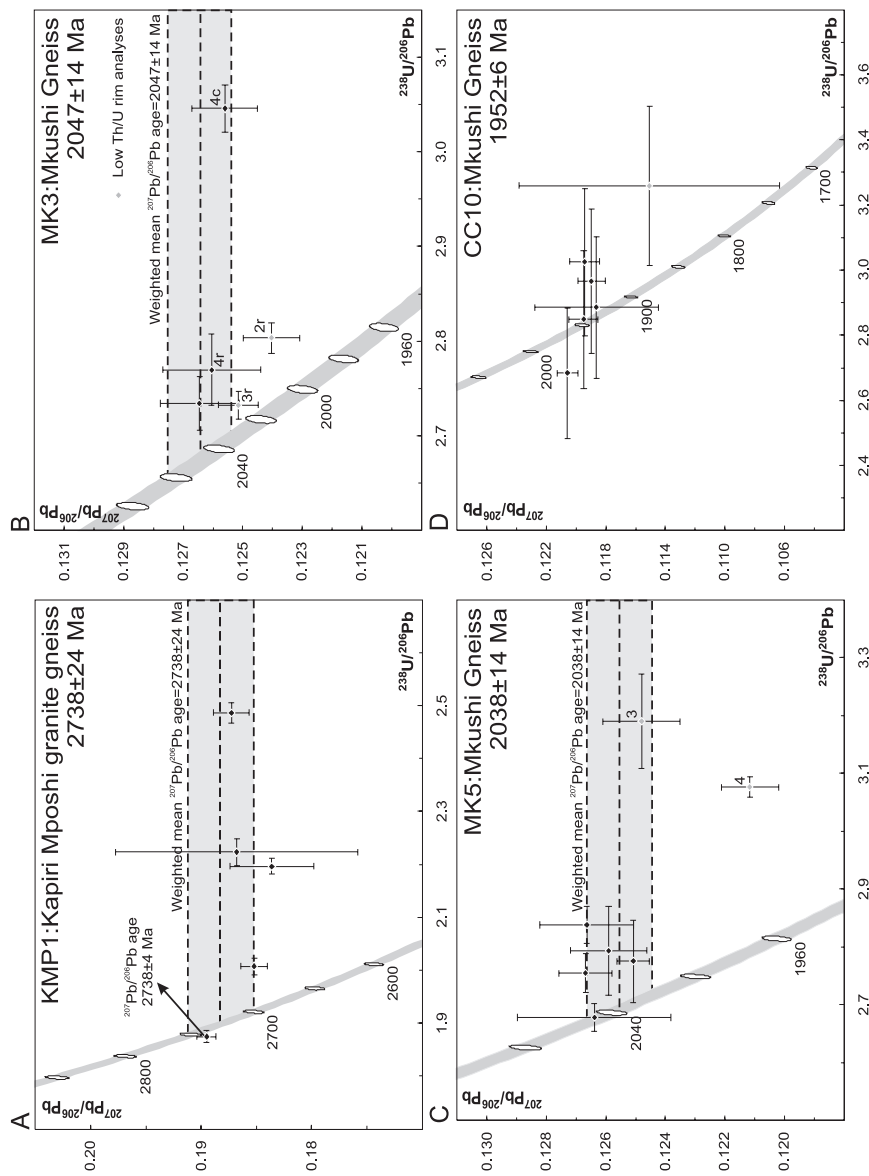 A
KMP1:Kapiri Mposhi granite gneiss
2738±24 Ma
²⁰⁷Pb/²⁰⁶Pb
0.20
0.19
0.18
²⁰⁷Pb/²⁰⁶Pb age
2738±4 Ma
Weighted mean ²⁰⁷Pb/²⁰⁶Pb age=2738±24 Ma
2800
2700
2600
1.9
2.1
2.3
2.5
²³⁸U/²⁰⁶Pb
B
MK3:Mkushi Gneiss
2047±14 Ma
²⁰⁷Pb/²⁰⁶Pb
0.131
0.129
0.127
0.125
0.123
0.121
Low Th/U rim analyses
Weighted mean ²⁰⁷Pb/²⁰⁶Pb age=2047±14 Ma
4c
4r
3r
2r
2040
2000
1960
2.7
2.8
2.9
3.0
3.1
²³⁸U/²⁰⁶Pb
C
MK5:Mkushi Gneiss
2038±14 Ma
²⁰⁷Pb/²⁰⁶Pb
0.130
0.128
0.126
0.124
0.122
0.120
Weighted mean ²⁰⁷Pb/²⁰⁶Pb age=2038±14 Ma
3
4
2040
1960
2.7
2.9
3.1
3.3
²³⁸U/²⁰⁶Pb
D
CC10:Mkushi Gneiss
1952±6 Ma
²⁰⁷Pb/²⁰⁶Pb
0.126
0.122
0.118
0.114
0.110
0.106
2000
1900
1800
1700
2.4
2.6
2.8
3.0
3.2
3.4
3.6
²³⁸U/²⁰⁶Pb